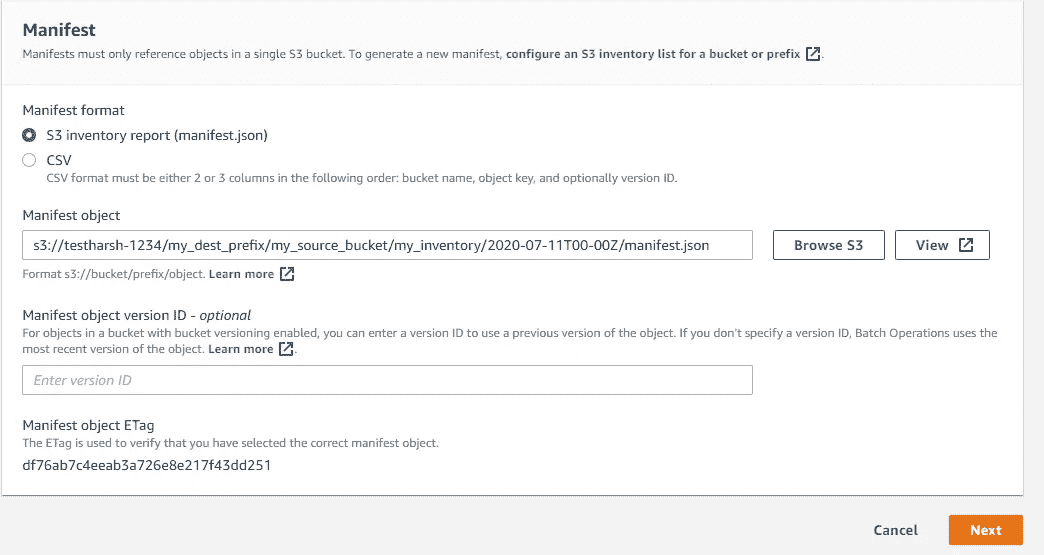 Manifest
Manifests must only reference objects in a single S3 bucket. To generate a new manifest, configure an S3 inventory list for a bucket or prefix.
Manifest format
S3 inventory report (manifest.json)
CSV
CSV format must be either 2 or 3 columns in the following order: bucket name, object key, and optionally version ID.
Manifest object
s3://testharsh-1234/my_dest_prefix/my_source_bucket/my_inventory/2020-07-11T00-00Z/manifest.json
Browse S3
View
Format s3://bucket/prefix/object. Learn more
Manifest object version ID - optional
For objects in a bucket with bucket versioning enabled, you can enter a version ID to use a previous version of the object. If you don't specify a version ID, Batch Operations uses the
most recent version of the object. Learn more.
Enter version ID
Manifest object ETag
The ETag is used to verify that you have selected the correct manifest object.
df76ab7c4eeab3a726e8e217f43dd251
Cancel
Next